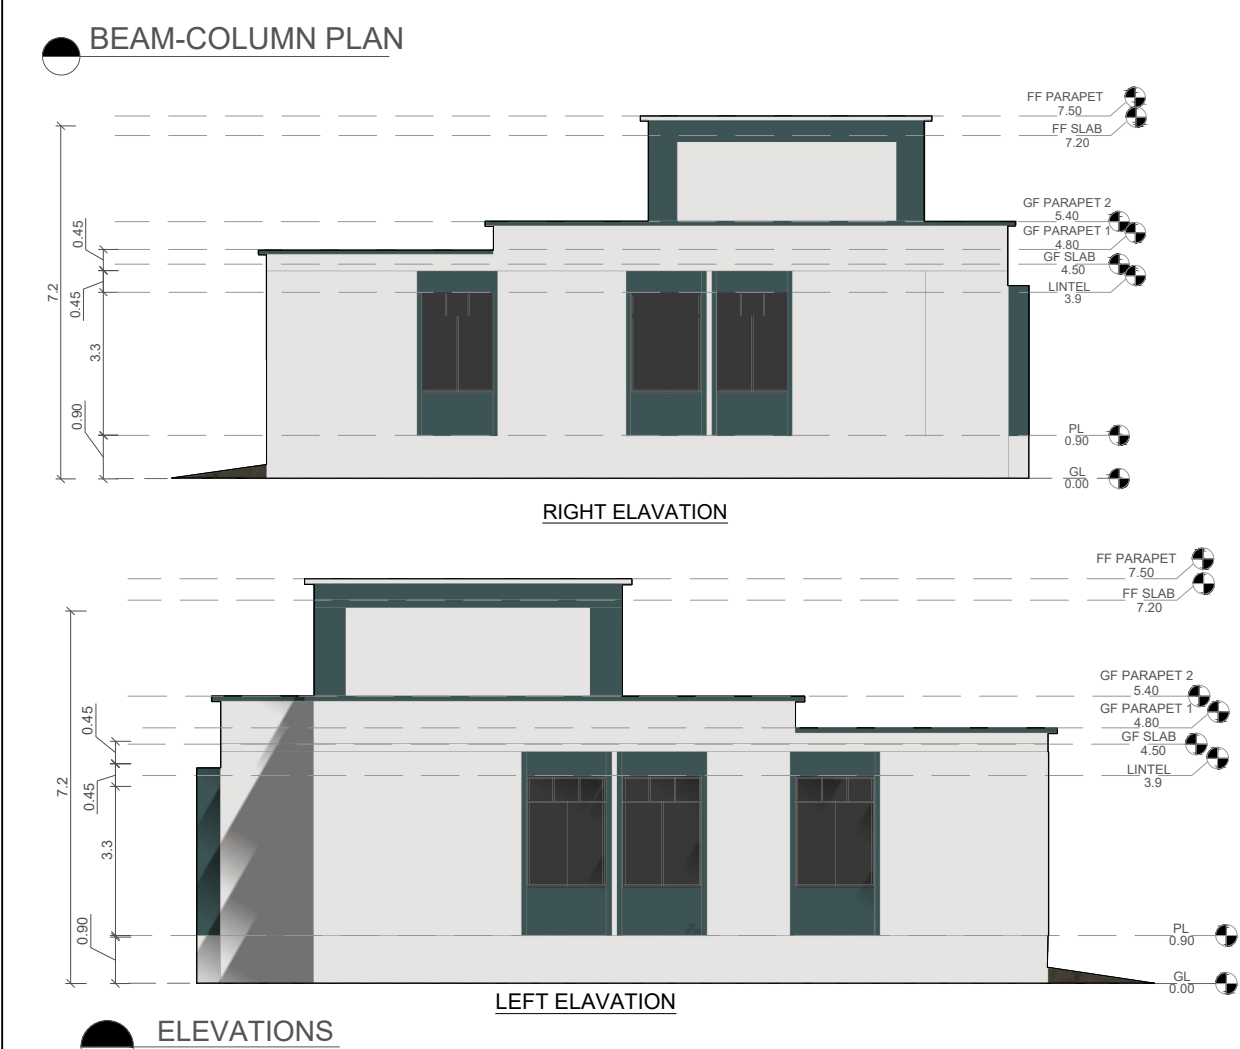 BEAM-COLUMN PLAN
FF PARAPET
7.50
FF SLAB
7.20
GF PARAPET 2
5.40
GF PARAPET 1
4.80
GF SLAB
4.50
LINTEL
3.9
PL
0.90
GL
0.00
0.45
7.2
0.45
3.3
0.90
RIGHT ELAVATION
FF PARAPET
7.50
FF SLAB
7.20
GF PARAPET 2
5.40
GF PARAPET 1
4.80
GF SLAB
4.50
LINTEL
3.9
PL
0.90
GL
0.00
0.45
7.2
0.45
3.3
0.90
LEFT ELAVATION
ELEVATIONS